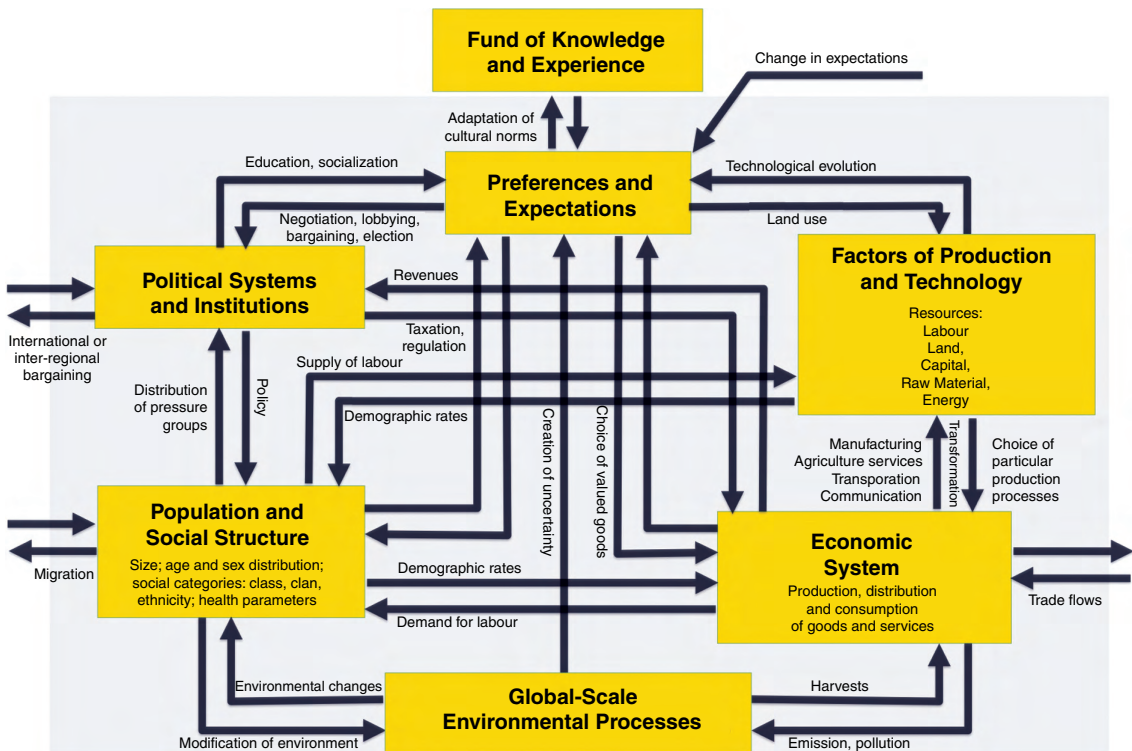 Fund of Knowledge
and Experience
Change in expectations
Adaptation of
cultural norms
Education, socialization
Preferences and
Expectations
Technological evolution
Negotiation, lobbying,
bargaining, election
Land use
Political Systems
and Institutions
Revenues
Factors of Production
and Technology
Resources:
Labour
Land,
Capital,
Raw Material,
Energy
International or
inter-regional
bargaining
Taxation,
regulation
Supply of labour
Distribution
of pressure
groups
Policy
Demographic rates
Creation of uncertainty
Choice of valued goods
Manufacturing
Agriculture services
Transporation
Communication
Transformation
Choice of
particular
production
processes
Population and
Social Structure
Size; age and sex distribution;
social categories: class, clan,
ethnicity; health parameters
Migration
Demographic rates
Demand for labour
Economic
System
Production, distribution
and consumption
of goods and services
Trade flows
Environmental changes
Global-Scale
Environmental Processes
Harvests
Modification of environment
Emission, pollution